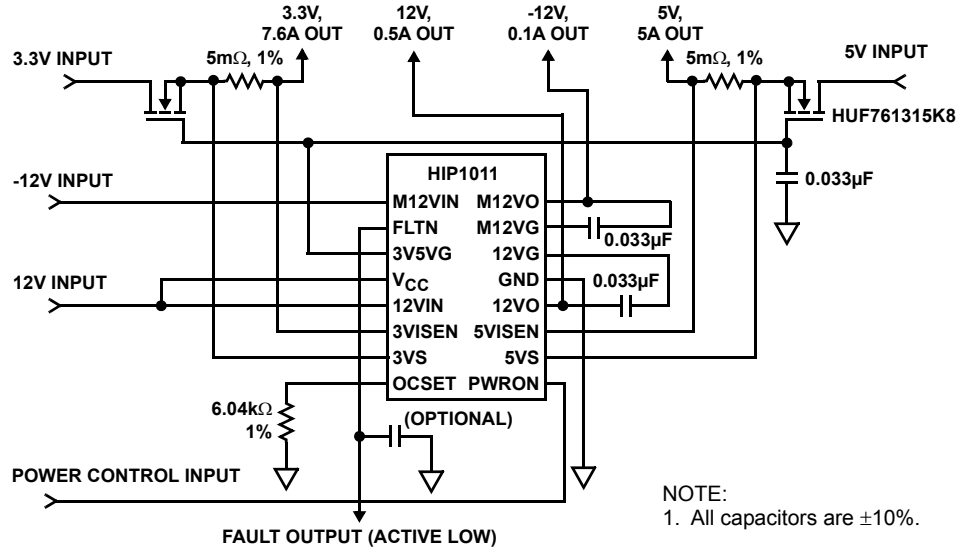 3.3V, 7.6A OUT
12V, 0.5A OUT
-12V, 0.1A OUT
5V, 5A OUT
3.3V INPUT
5mΩ, 1%
5mΩ, 1%
5V INPUT
HUF761315K8
0.033µF
-12V INPUT
12V INPUT
HIP1011
M12VIN
FLTN
3V5VG
VCC
12VIN
3VISEN
3VS
OCSET
M12VO
M12VG
12VG
GND
12VO
5VISEN
5VS
PWRON
0.033µF
0.033µF
6.04kΩ
1%
(OPTIONAL)
POWER CONTROL INPUT
FAULT OUTPUT (ACTIVE LOW)
NOTE:
1. All capacitors are ±10%.